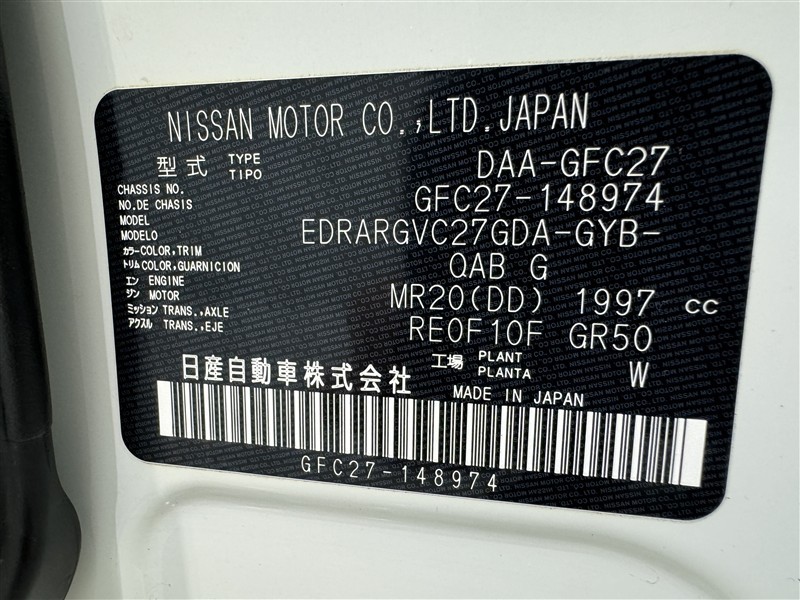 NISSAN MOTOR CO.,LTD.JAPAN
型式 TYPE TIPO DAA-GFC27
CHASSIS NO. NO.DE CHASIS GFC27-148974
MODEL MODELO EDRARGVC27GDA-GYB-
カラー COLOR,TRIM トリム COLOR,GUARNICION QAB G
エン ENGINE ジン MOTOR MR20(DD) 1997 cc
ミッション TRANS.,AXLE アクスル TRANS.,EJE RE0F10F GR50
日産自動車株式会社 工場 PLANT PLANTA W
MADE IN JAPAN
GFC27-148974